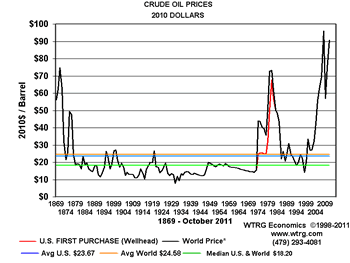 CRUDE OIL PRICES
2010 DOLLARS
2010$ / Barrel
$100
$90
$80
$70
$60
$50
$40
$30
$20
$10
$0
1869 1879 1889 1899 1909 1919 1929 1939 1949 1959 1969 1979 1989 1999 2009
1874 1884 1894 1904 1914 1924 1934 1944 1954 1964 1974 1984 1994 2004
1869 - October 2011
WTRG Economics ©1998-2011
www.wtrg.com
(479) 293-4081
U.S. FIRST PURCHASE (Wellhead) World Price*
Avg U.S. $23.67 Avg World $24.58 Median U.S. & World $18.20